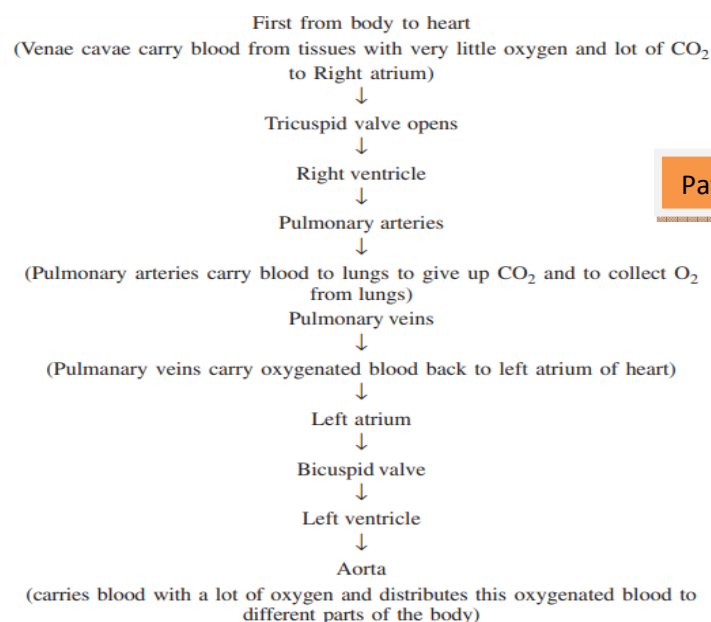 First from body to heart
(Venae cavae carry blood from tissues with very little oxygen and lot of CO₂
to Right atrium)
↓
Tricuspid valve opens
↓
Right ventricle
↓
Pulmonary arteries
↓
(Pulmonary arteries carry blood to lungs to give up CO₂ and to collect O₂
from lungs)
Pulmonary veins
↓
(Pulmanary veins carry oxygenated blood back to left atrium of heart)
↓
Left atrium
↓
Bicuspid valve
↓
Left ventricle
↓
Aorta
(carries blood with a lot of oxygen and distributes this oxygenated blood to
different parts of the body)
Pa